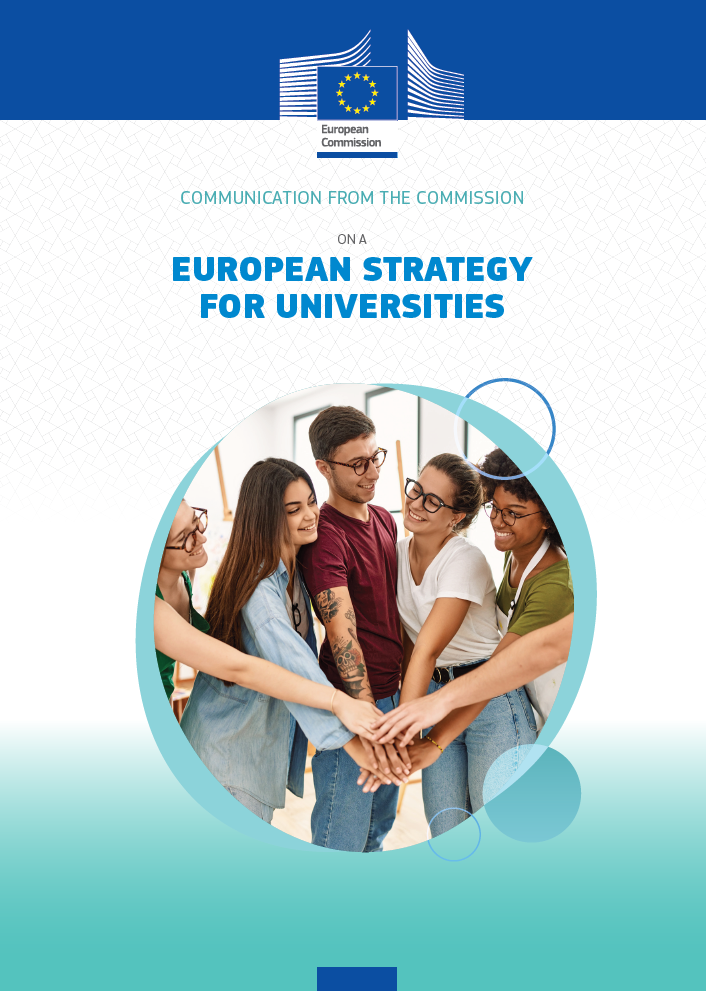 European
Commission
COMMUNICATION FROM THE COMMISSION
ON A
EUROPEAN STRATEGY
FOR UNIVERSITIES